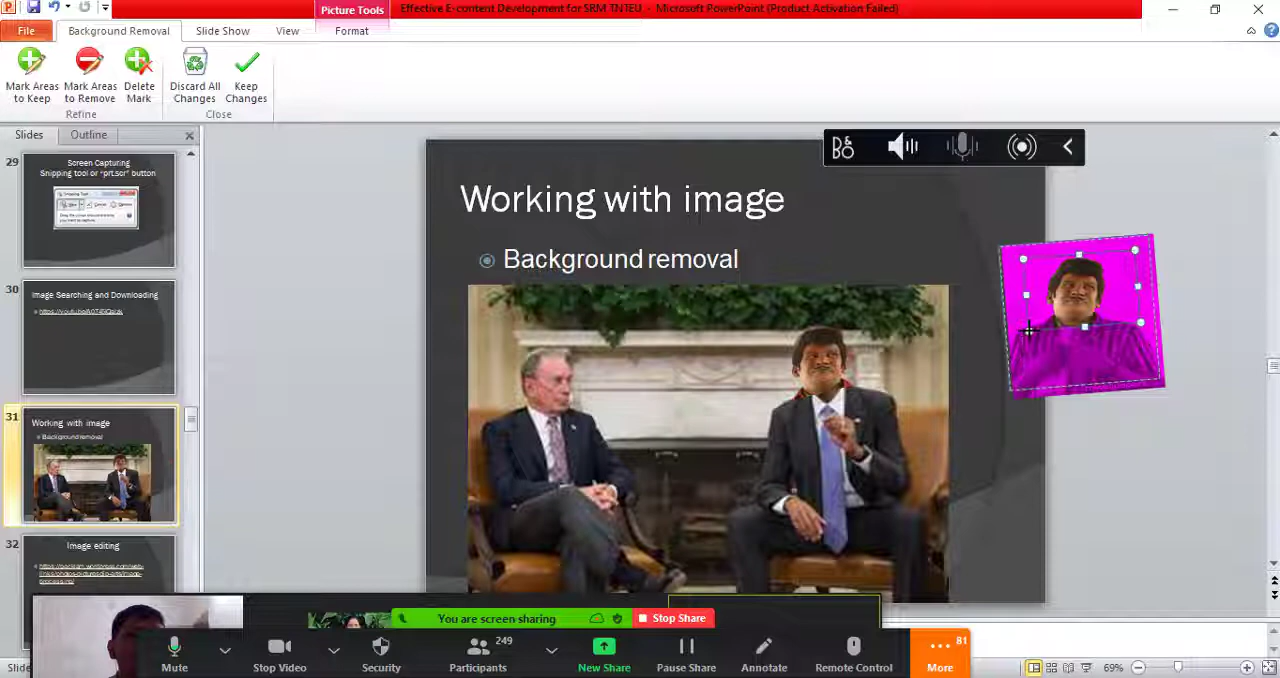 Picture Tools
Effective E-content Development for SRM TNTEU - Microsoft PowerPoint (Product Activation Failed)
File
Background Removal
Slide Show
View
Format
Mark Areas to Keep
Mark Areas to Remove
Delete Mark
Discard All Changes
Keep Changes
Refine
Close
Slides
Outline
29
Screen Capturing
Snipping tool or "prt.scr" button
Snipping Tool
30
Image Searching and Downloading
31
Working with image
Background removal
32
Image editing
Working with image
Background removal
You are screen sharing
Stop Share
Mute
Stop Video
Security
249
Participants
New Share
Pause Share
Annotate
Remote Control
81
More
69%